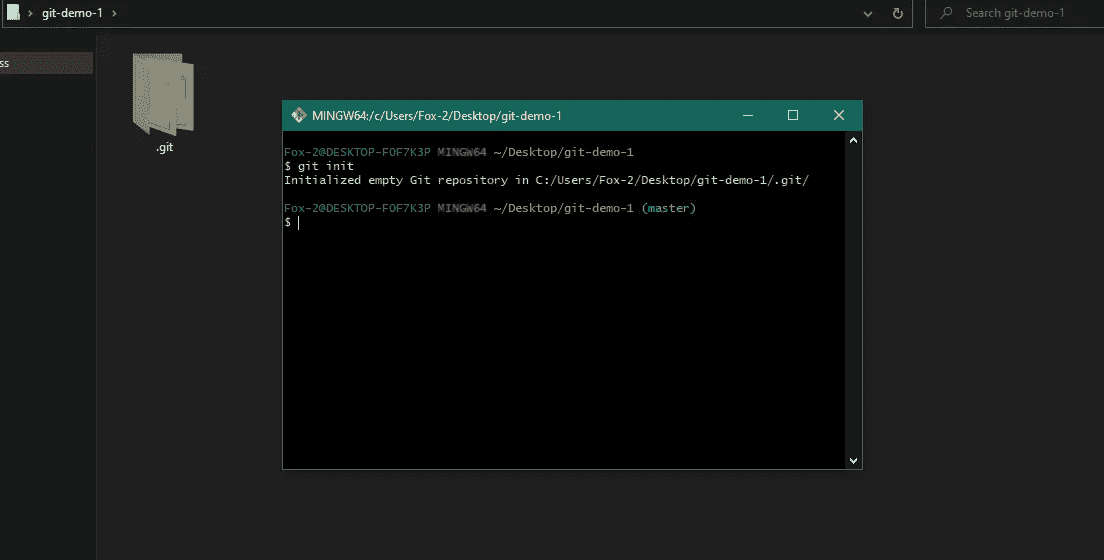 git-demo-1
Search git-demo-1
ss
.git
MINGW64:/c/Users/Fox-2/Desktop/git-demo-1
Fox-2@DESKTOP-FOF7K3P MINGW64 ~/Desktop/git-demo-1
$ git init
Initialized empty Git repository in C:/Users/Fox-2/Desktop/git-demo-1/.git/
Fox-2@DESKTOP-FOF7K3P MINGW64 ~/Desktop/git-demo-1 (master)
$